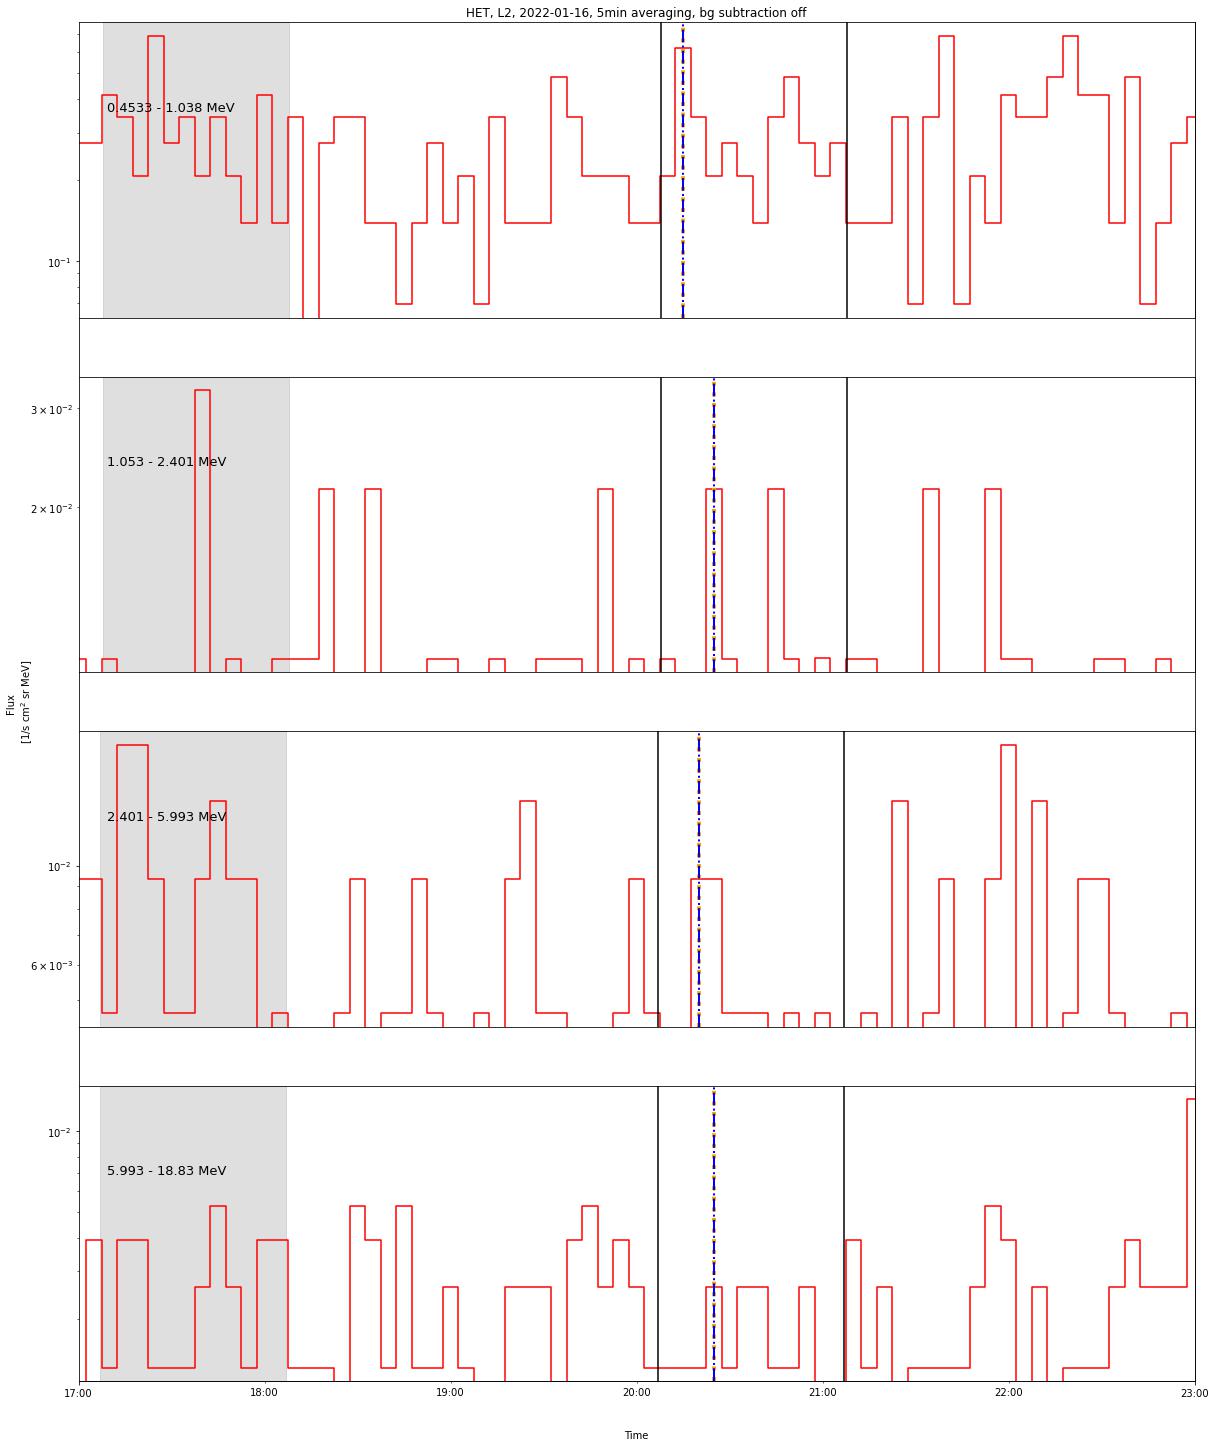 HET, L2, 2022-01-16, 5min averaging, bg subtraction off
0.4533 - 1.038 MeV
10⁻¹
3 × 10⁻²
1.053 - 2.401 MeV
2 × 10⁻²
Flux
[1/s cm² sr MeV]
2.401 - 5.993 MeV
10⁻²
6 × 10⁻³
10⁻²
5.993 - 18.83 MeV
17:00 18:00 19:00 20:00 21:00 22:00 23:00
Time